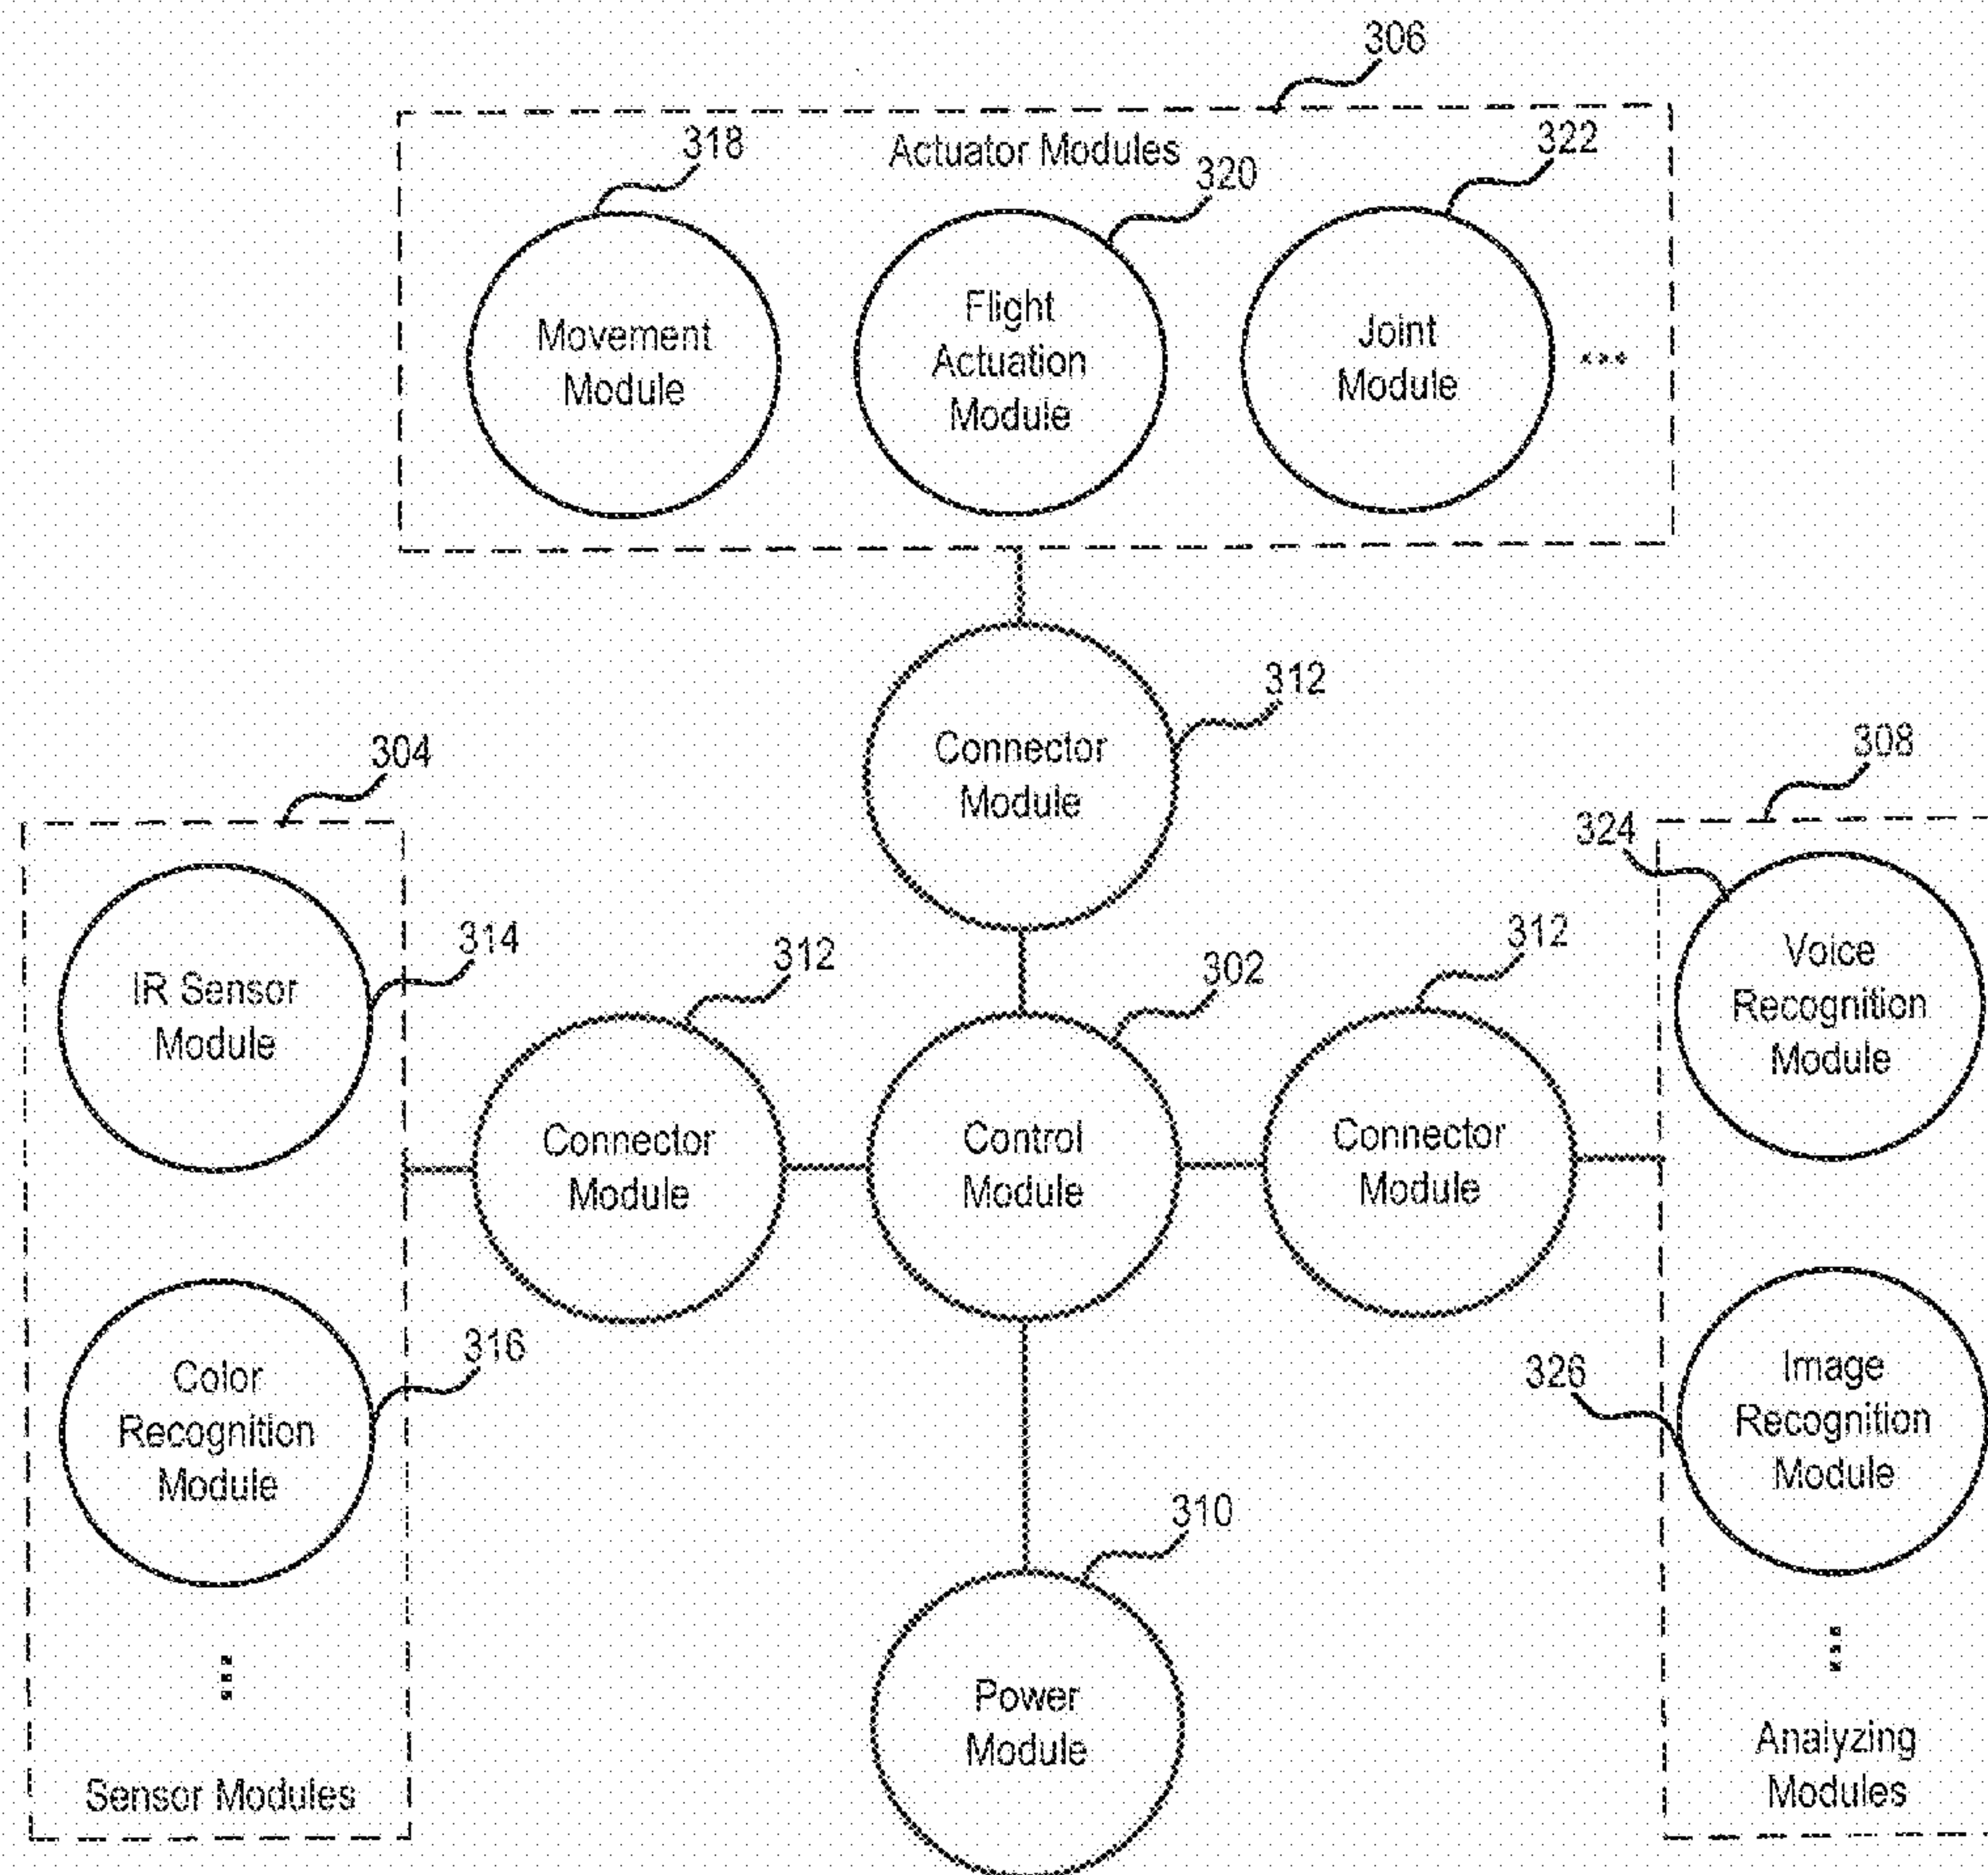 306
318
Actuator Modules
322
320
Movement
Module
Flight
Actuation
Module
Joint
Module
...
312
Connector
Module
304
308
324
IR Sensor
Module
314
312
302
312
Voice
Recognition
Module
Connector
Module
Control
Module
Connector
Module
Color
Recognition
Module
316
326
Image
Recognition
Module
310
Power
Module
Sensor Modules
Analyzing
Modules